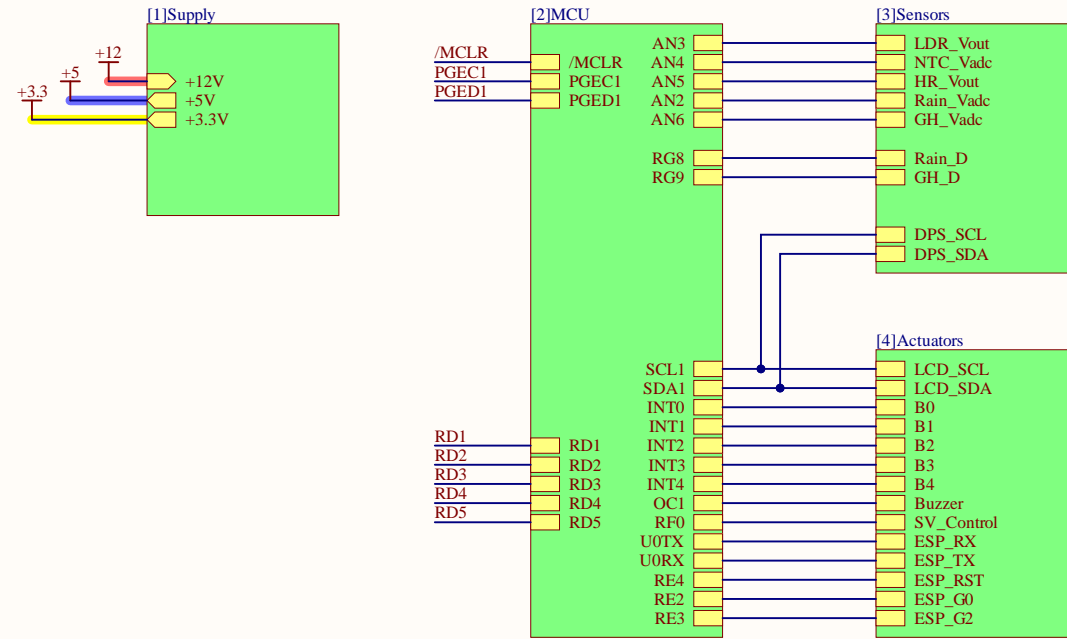 [1]Supply
+12
+5
+3.3
+12V
+5V
+3.3V
[2]MCU
/MCLR
PGEC1
PGED1
/MCLR
PGEC1
PGED1
AN3
AN4
AN5
AN2
AN6
RG8
RG9
SCL1
SDA1
INT0
INT1
INT2
INT3
INT4
OC1
RF0
U0TX
U0RX
RE4
RE2
RE3
RD1
RD2
RD3
RD4
RD5
RD1
RD2
RD3
RD4
RD5
[3]Sensors
LDR_Vout
NTC_Vadc
HR_Vout
Rain_Vadc
GH_Vadc
Rain_D
GH_D
DPS_SCL
DPS_SDA
[4]Actuators
LCD_SCL
LCD_SDA
B0
B1
B2
B3
B4
Buzzer
SV_Control
ESP_RX
ESP_TX
ESP_RST
ESP_G0
ESP_G2